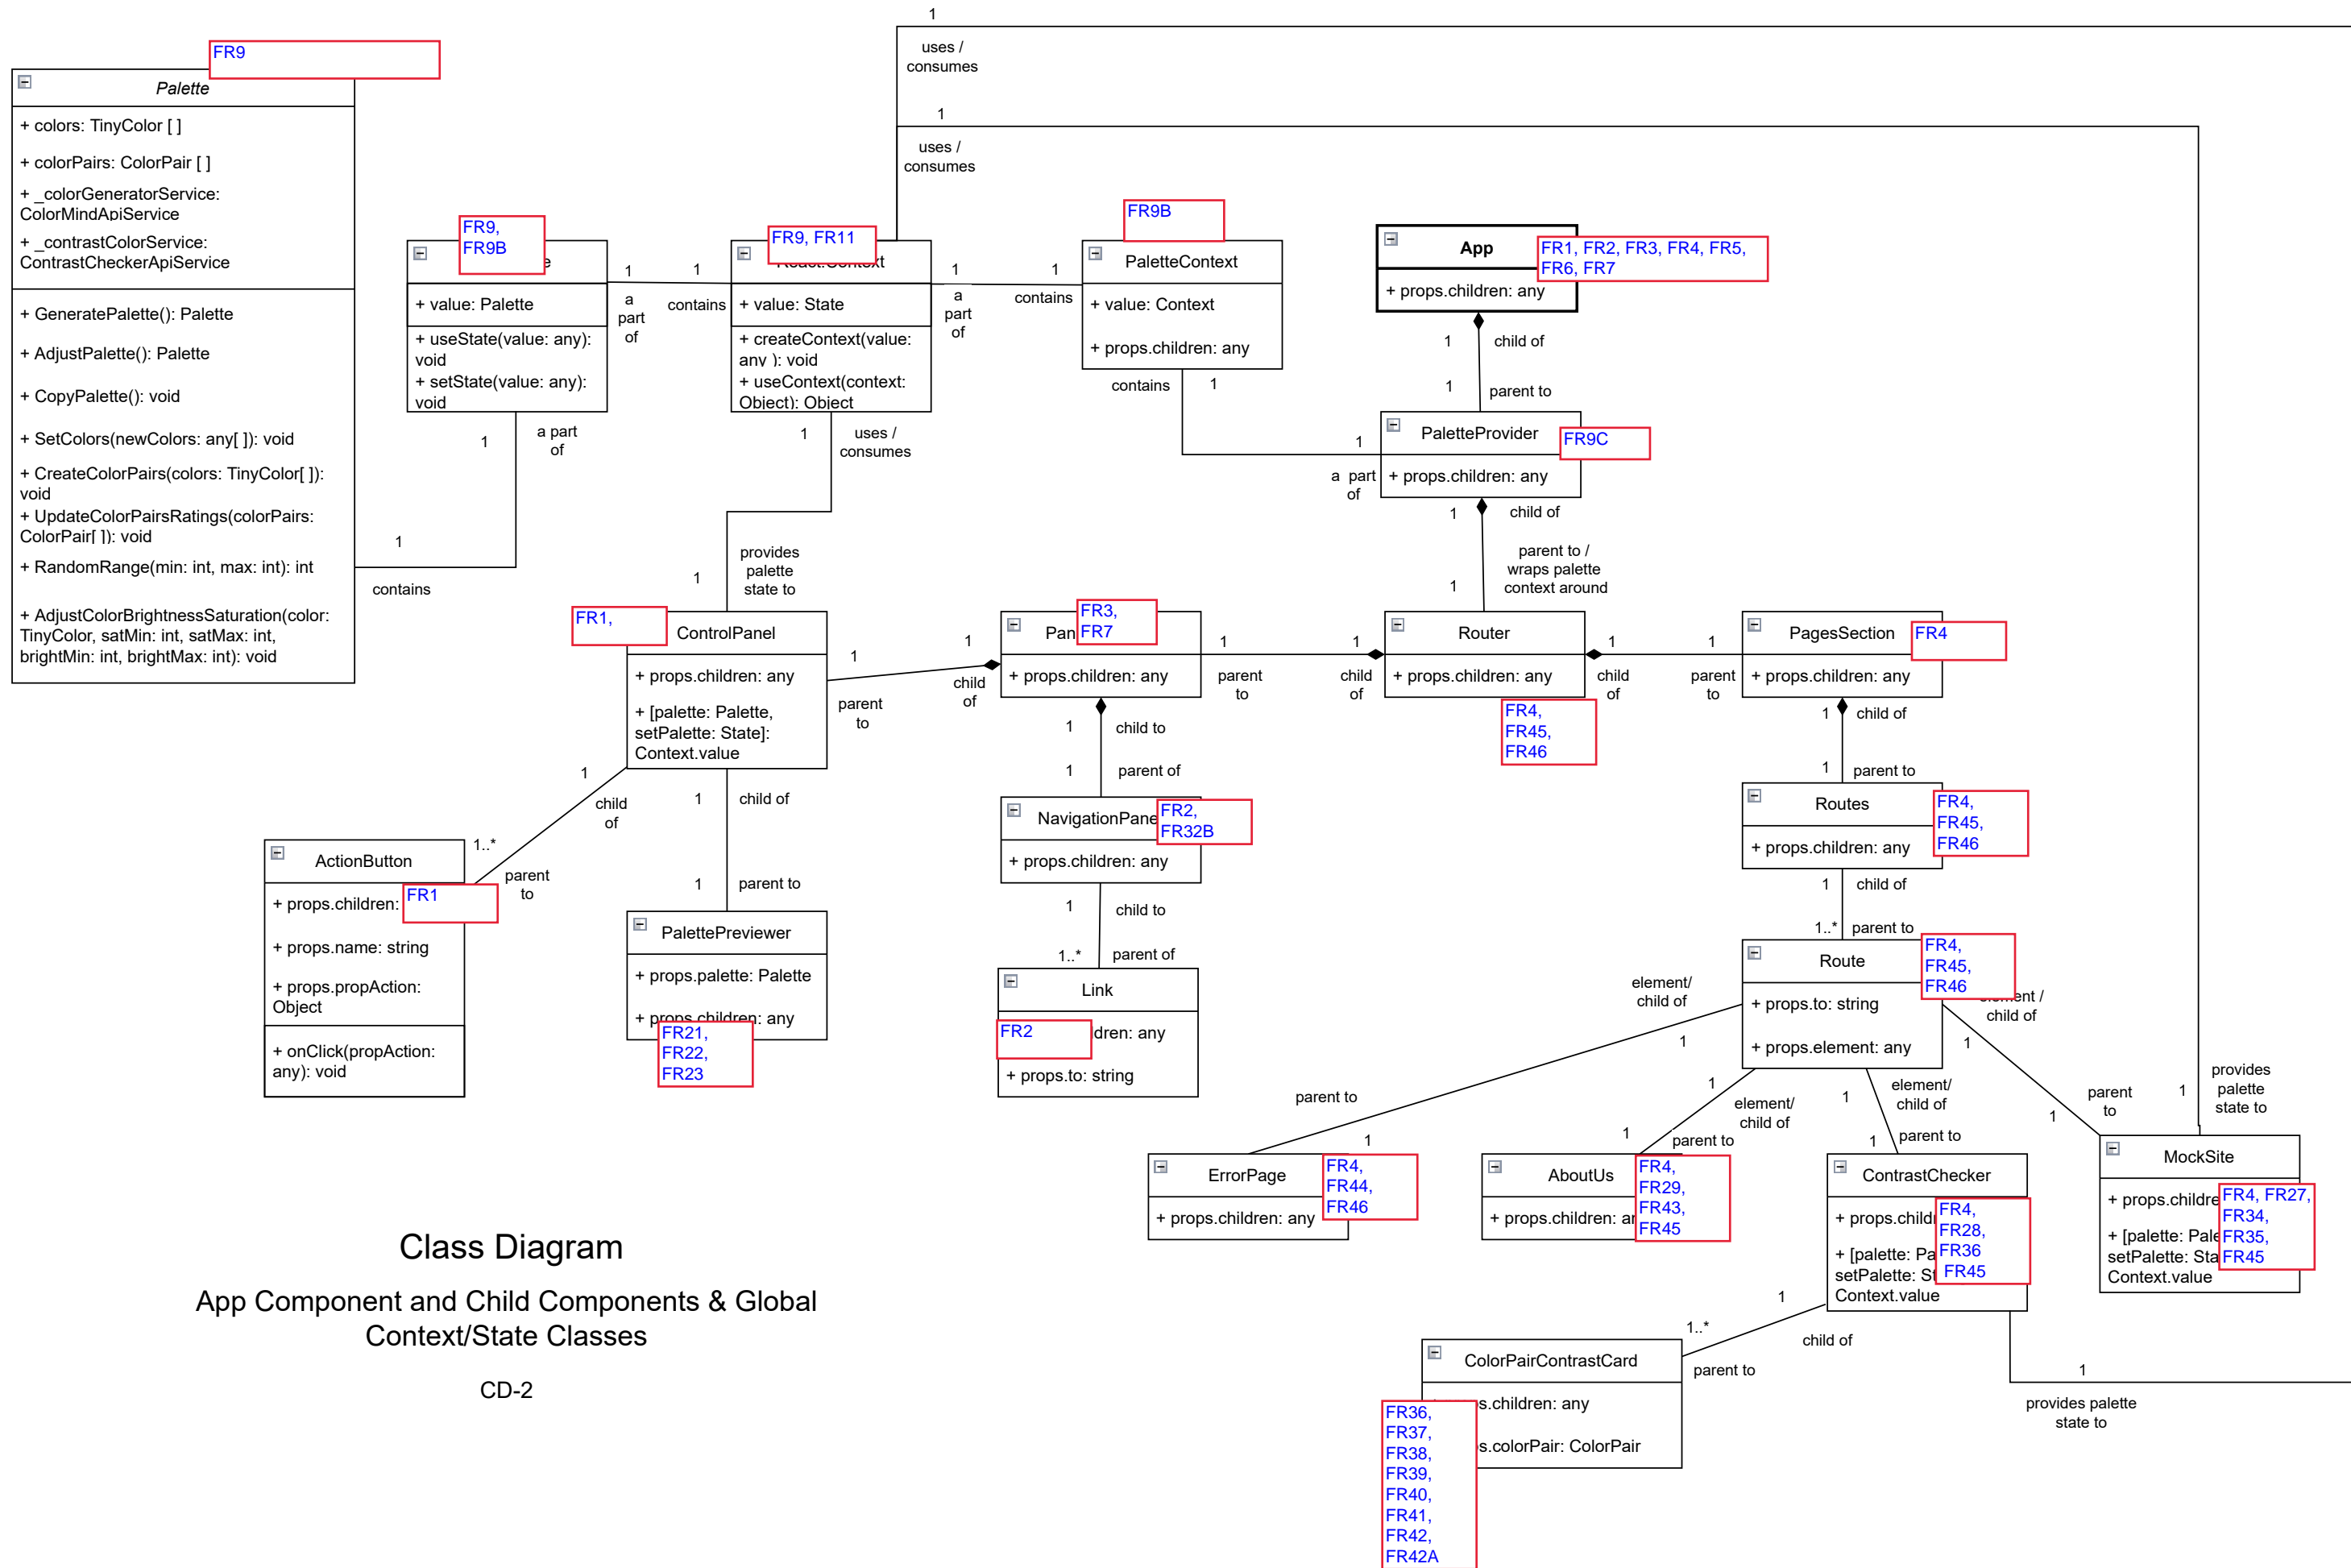 1
uses /
consumes
1
uses /
consumes
FR9
Palette
+ colors: TinyColor [ ]
+ colorPairs: ColorPair [ ]
+ _colorGeneratorService:
ColorMindApiService
+ _contrastColorService:
ContrastCheckerApiService
+ GeneratePalette(): Palette
+ AdjustPalette(): Palette
+ CopyPalette(): void
+ SetColors(newColors: any[ ]): void
+ CreateColorPairs(colors: TinyColor[ ]):
void
+ UpdateColorPairsRatings(colorPairs:
ColorPair[ ]): void
+ RandomRange(min: int, max: int): int
+ AdjustColorBrightnessSaturation(color:
TinyColor, satMin: int, satMax: int,
brightMin: int, brightMax: int): void
1
contains
FR9,
FR9B
+ value: Palette
+ useState(value: any):
void
+ setState(value: any):
void
1
a part
of
1
a
part
of
1
contains
FR9, FR11
React.Context
+ value: State
+ createContext(value:
any ): void
+ useContext(context:
Object): Object
1
uses /
consumes
1
a
part
of
1
contains
FR9B
PaletteContext
+ value: Context
+ props.children: any
contains
1
App
FR1, FR2, FR3, FR4, FR5,
FR6, FR7
+ props.children: any
1
child of
1
parent to
1
a part
of
PaletteProvider
FR9C
+ props.children: any
1
child of
parent to /
wraps palette
context around
1
provides
palette
state to
1
FR1,
ControlPanel
+ props.children: any
+ [palette: Palette,
setPalette: State]:
Context.value
1
parent
to
1
child
of
FR3,
FR7
Pan
+ props.children: any
1
parent
to
1
child
of
Router
+ props.children: any
FR4,
FR45,
FR46
1
child
of
1
parent
to
PagesSection
FR4
+ props.children: any
1
child to
1
parent of
1
child of
1
parent to
1
child
of
1..*
parent
to
ActionButton
FR1
+ props.children:
+ props.name: string
+ props.propAction:
Object
+ onClick(propAction:
any): void
1
child of
1
parent to
PalettePreviewer
+ props.palette: Palette
+ props.children: any
FR21,
FR22,
FR23
NavigationPane
FR2,
FR32B
+ props.children: any
1
child to
1..*
parent of
Link
FR2
dren: any
+ props.to: string
Routes
FR4,
FR45,
FR46
+ props.children: any
1
child of
1..*
parent to
Route
FR4,
FR45,
FR46
+ props.to: string
+ props.element: any
element/
child of
1
parent to
1
element /
child of
1
parent
to
1
1
element/
child of
1
parent to
1
element/
child of
1
parent to
1
provides
palette
state to
ErrorPage
FR4,
FR44,
FR46
+ props.children: any
AboutUs
FR4,
FR29,
FR43,
FR45
+ props.children: an
ContrastChecker
FR4,
FR28,
FR36
FR45
+ props.child
+ [palette: Pa
setPalette: St
Context.value
MockSite
FR4, FR27,
FR34,
FR35,
FR45
+ props.childre
+ [palette: Pale
setPalette: Sta
Context.value
1
child of
1..*
parent to
1
provides palette
state to
ColorPairContrastCard
s.children: any
s.colorPair: ColorPair
FR36,
FR37,
FR38,
FR39,
FR40,
FR41,
FR42,
FR42A
Class Diagram
App Component and Child Components & Global
Context/State Classes
CD-2